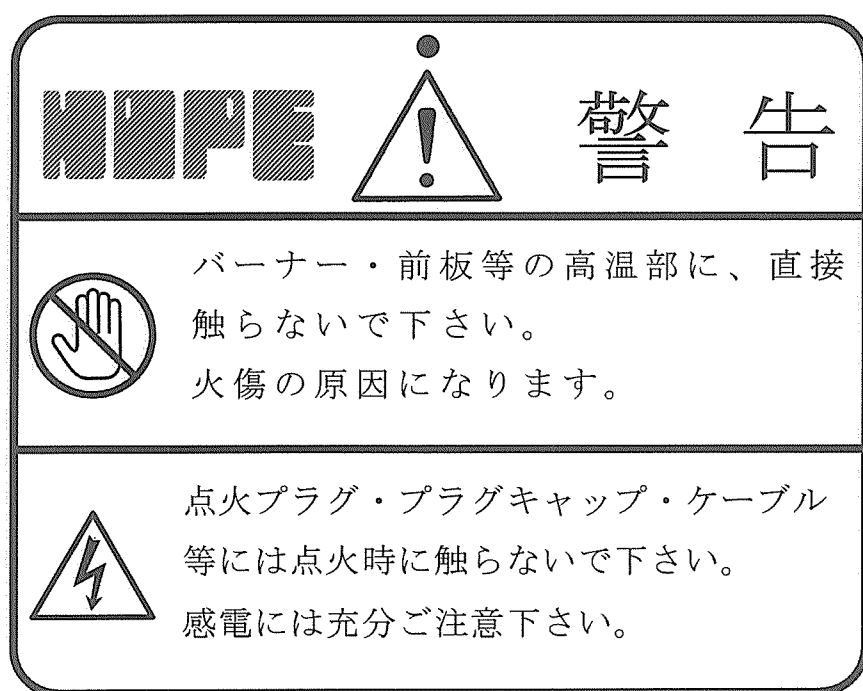 HOPE 警告
バーナー・前板等の高温部に、直接
触らないで下さい。
火傷の原因になります。
点火プラグ・プラグキャップ・ケーブル
等には点火時に触らないで下さい。
感電には充分ご注意下さい。